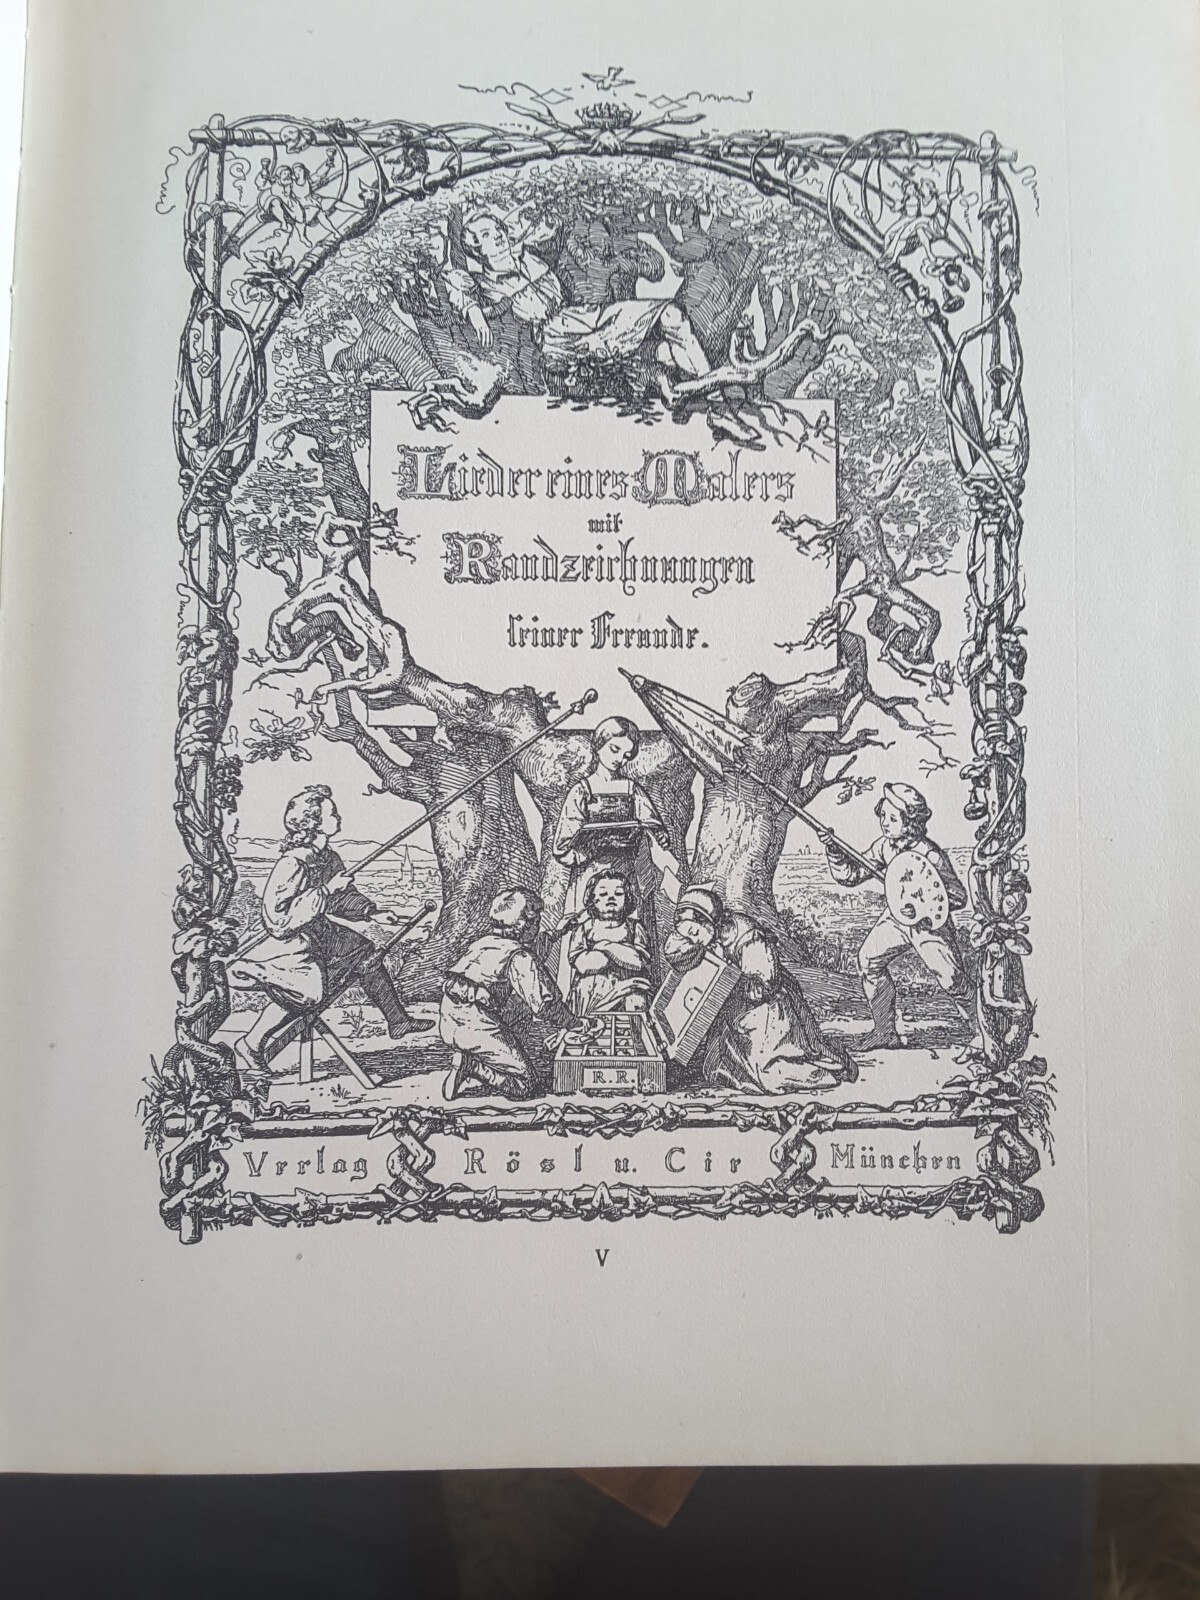 Lieder eines Malers
mit
Randzeichnungen
seiner Freunde.
R.R.
Verlag Rösl u. Cie München
V